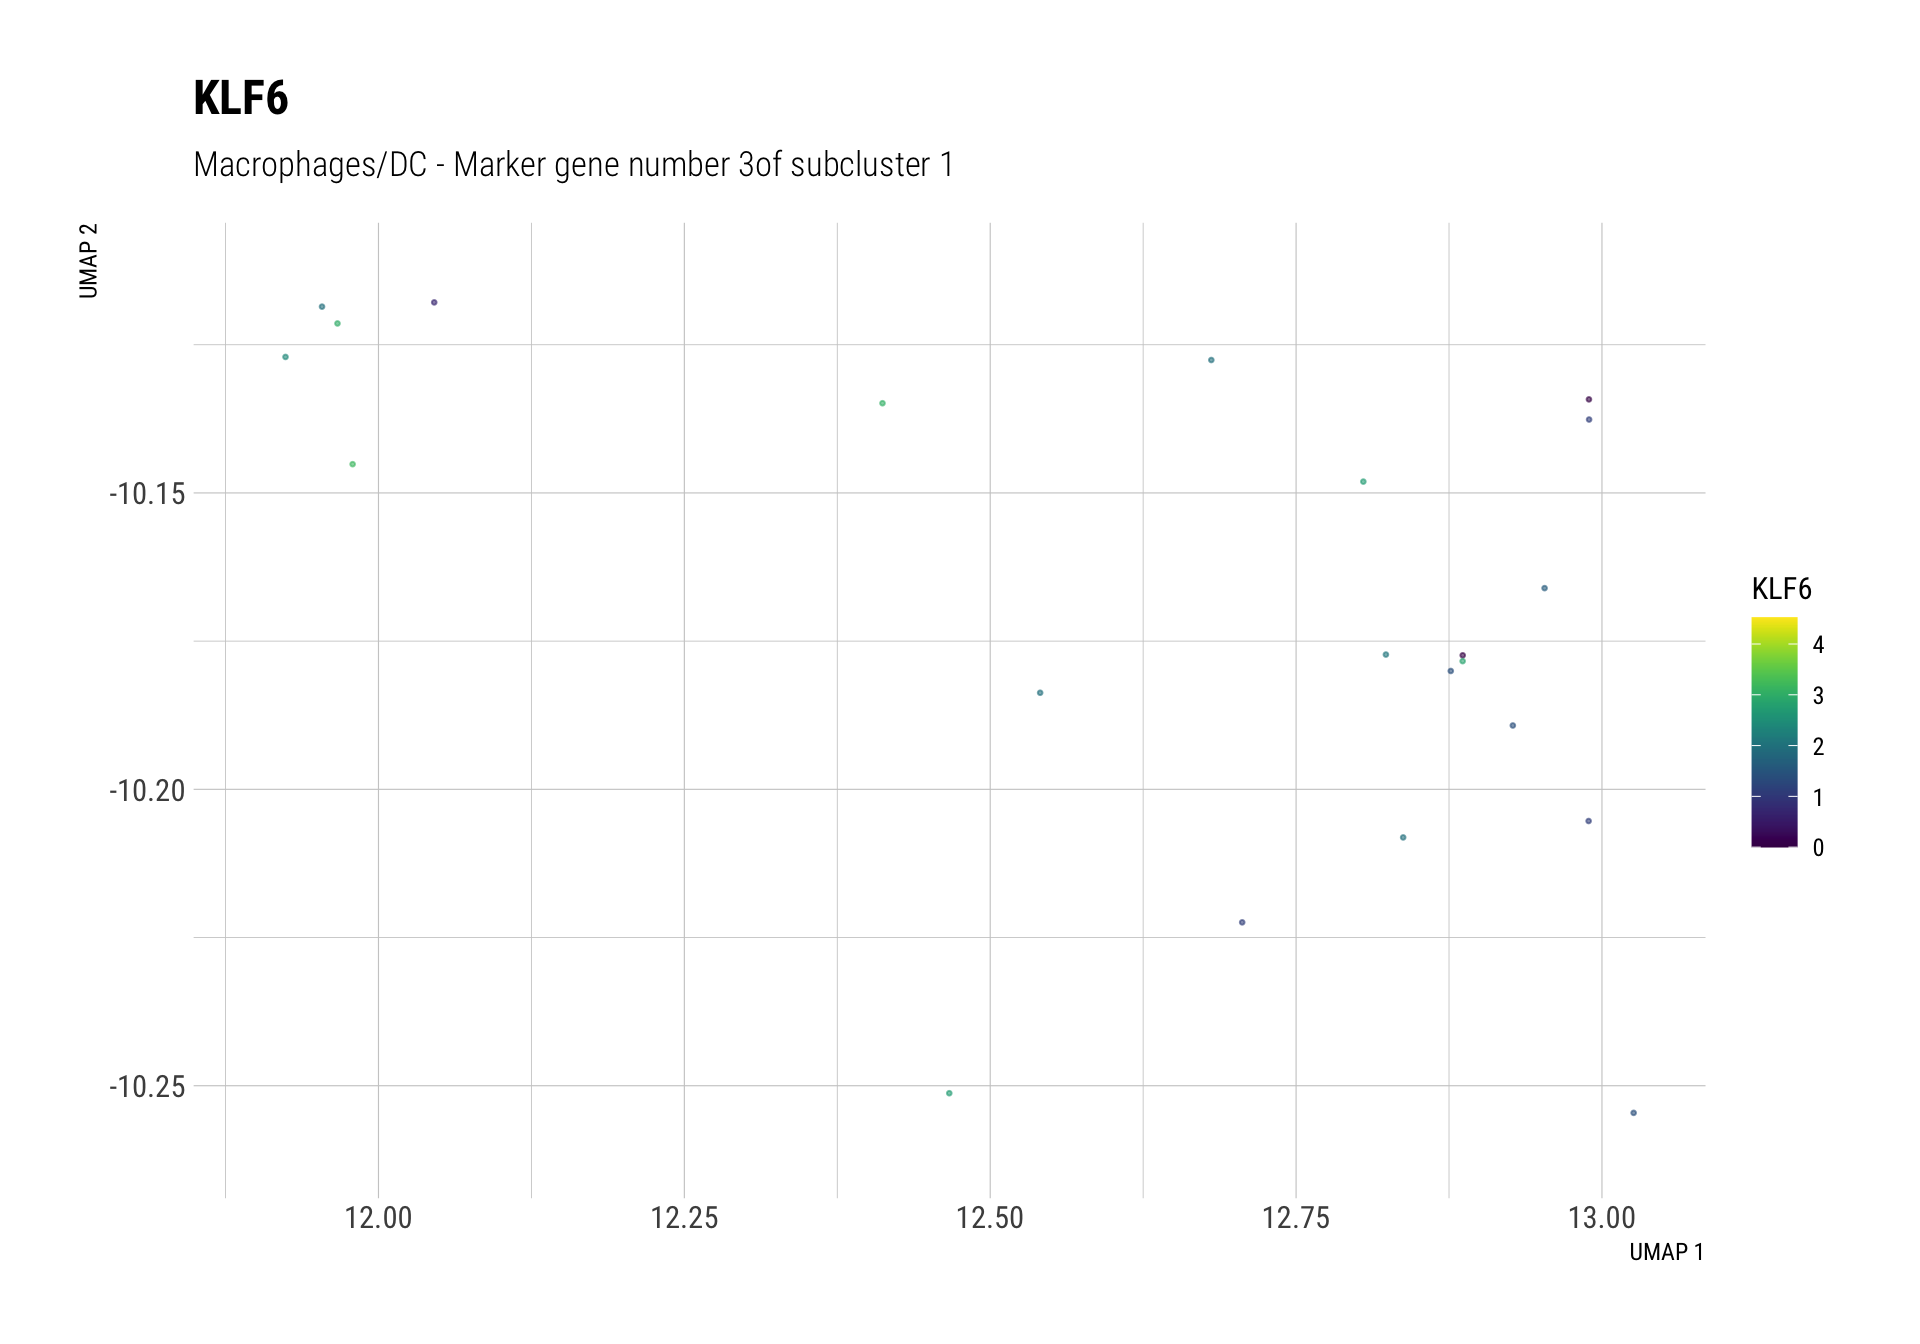 KLF6
Macrophages/DC - Marker gene number 3of subcluster 1
UMAP 2
-10.15
-10.20
-10.25
12.00 12.25 12.50 12.75 13.00
UMAP 1
KLF6
4
3
2
1
0